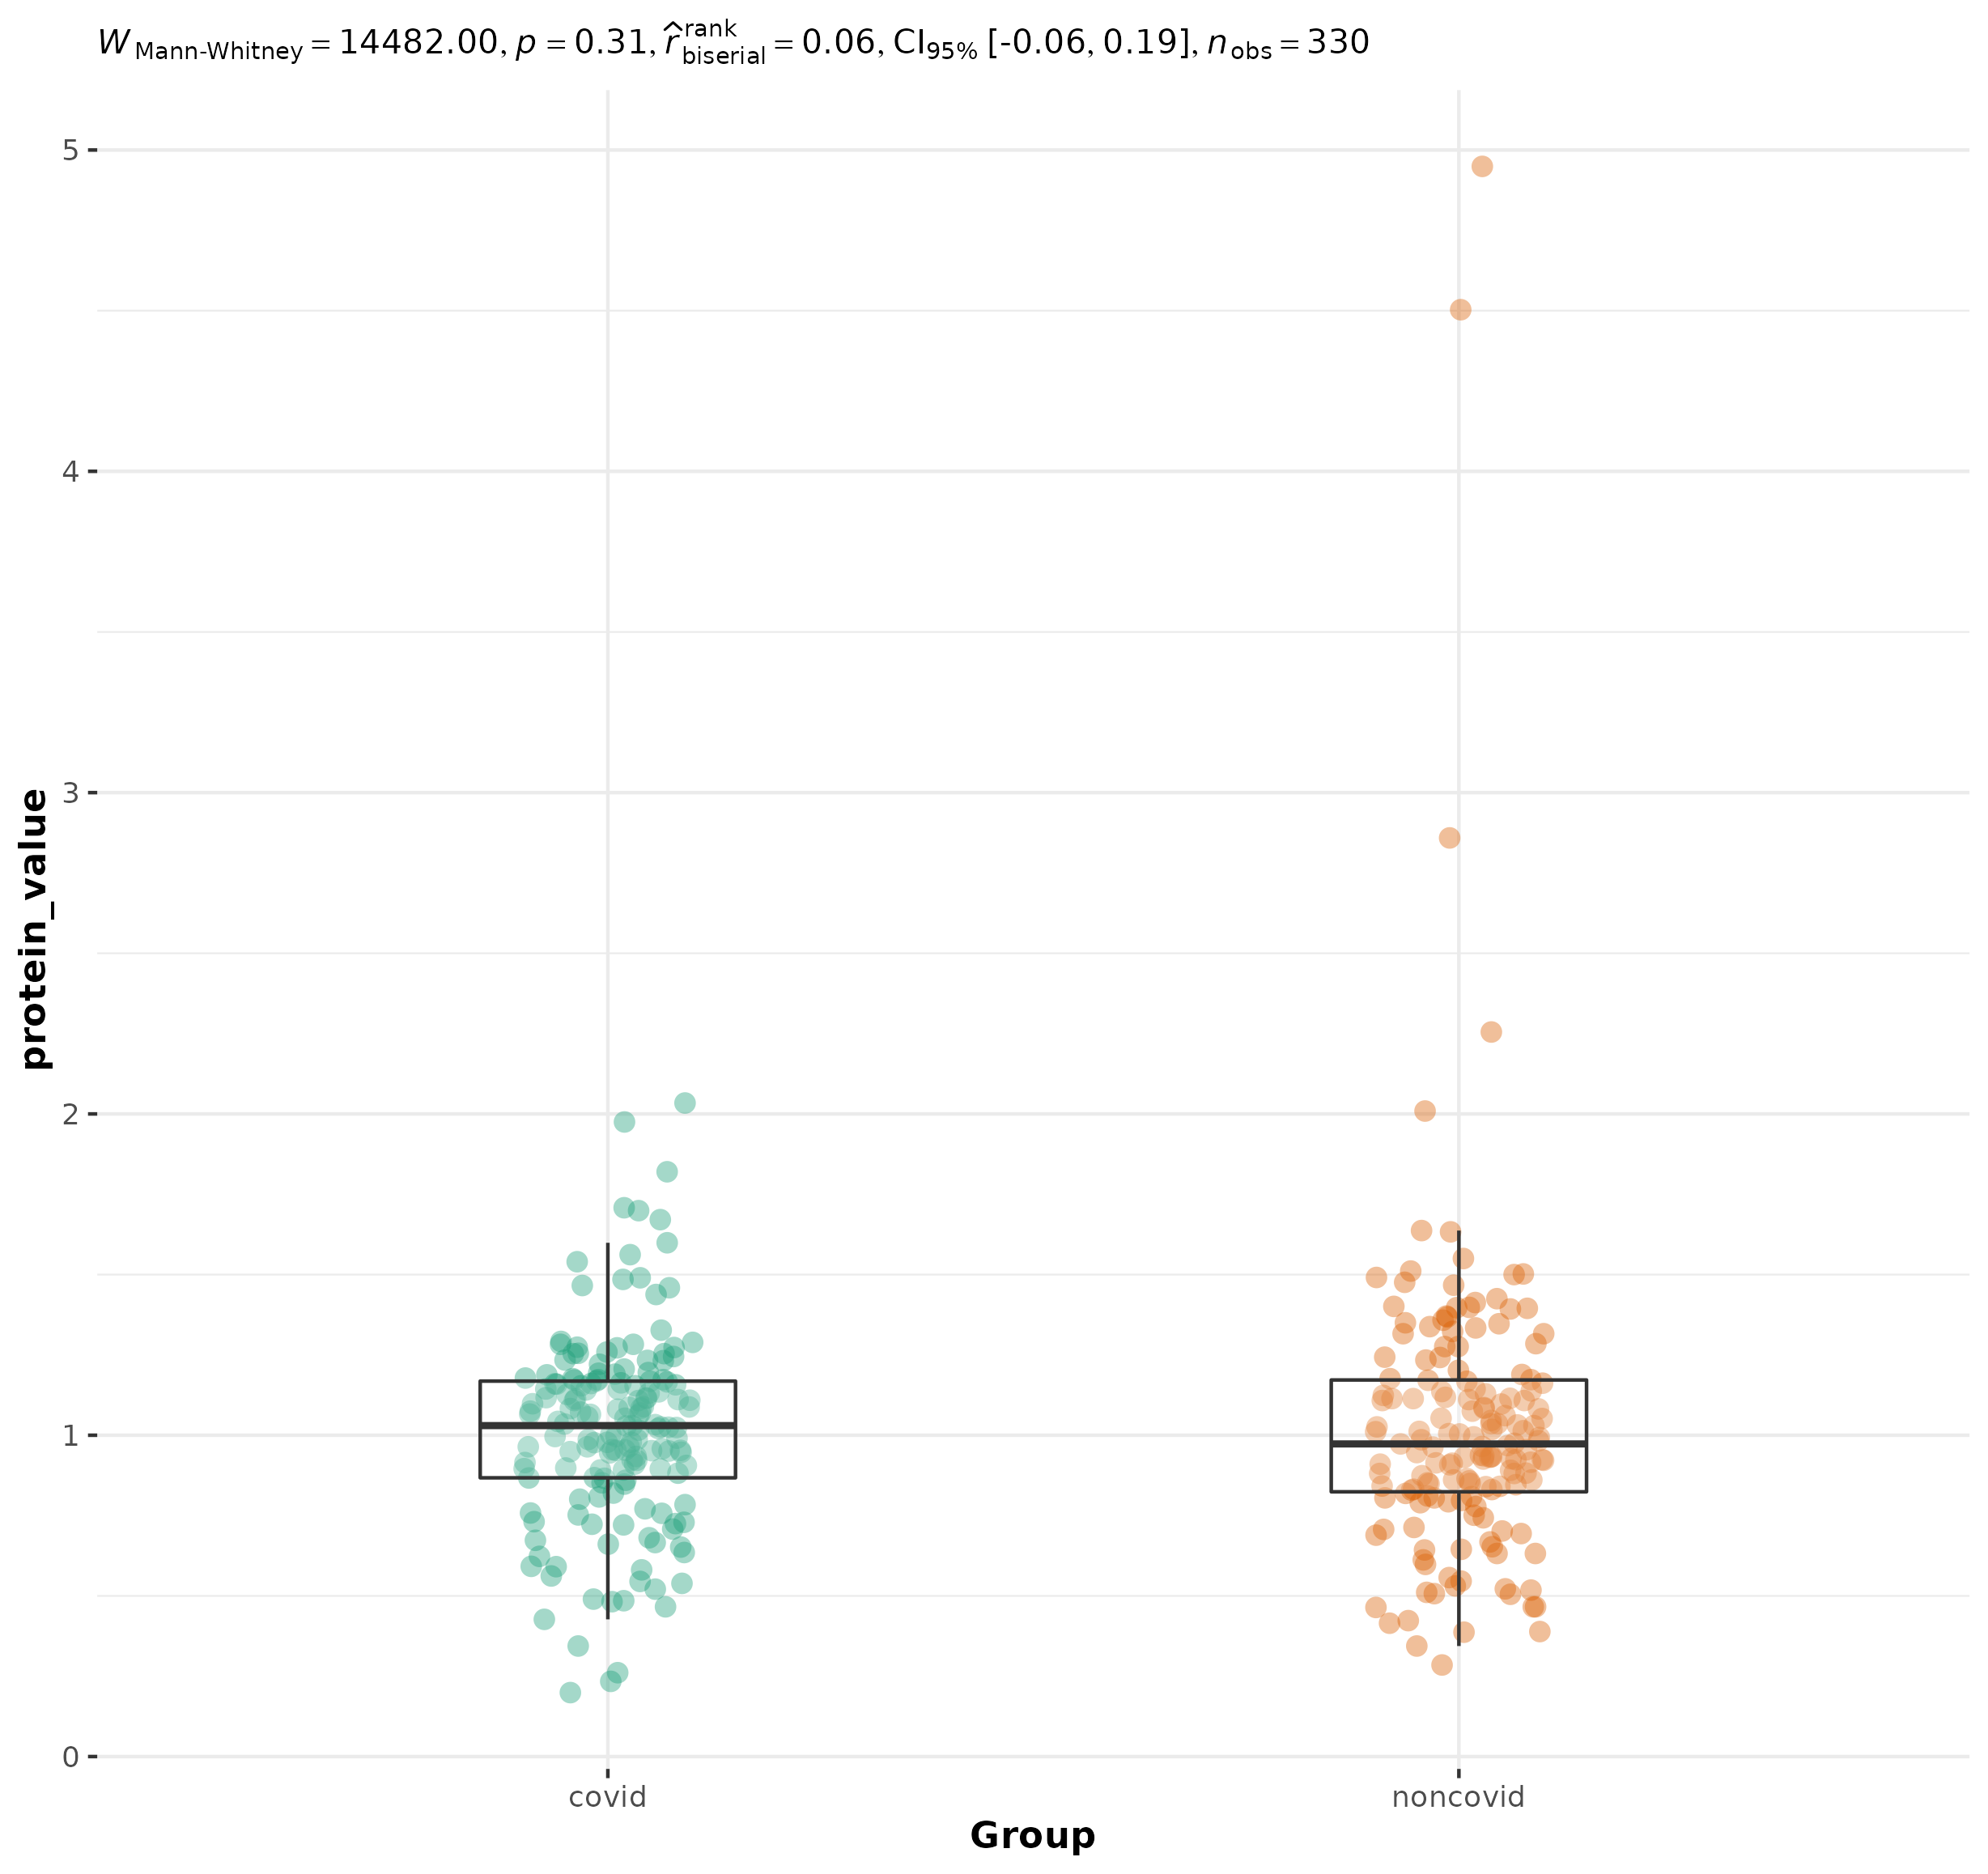 W Mann-Whitney = 14482.00, p = 0.31, r̂ rank biserial = 0.06, CI95% [-0.06, 0.19], nobs = 330
5
4
3
2
1
0
protein_value
covid noncovid
Group